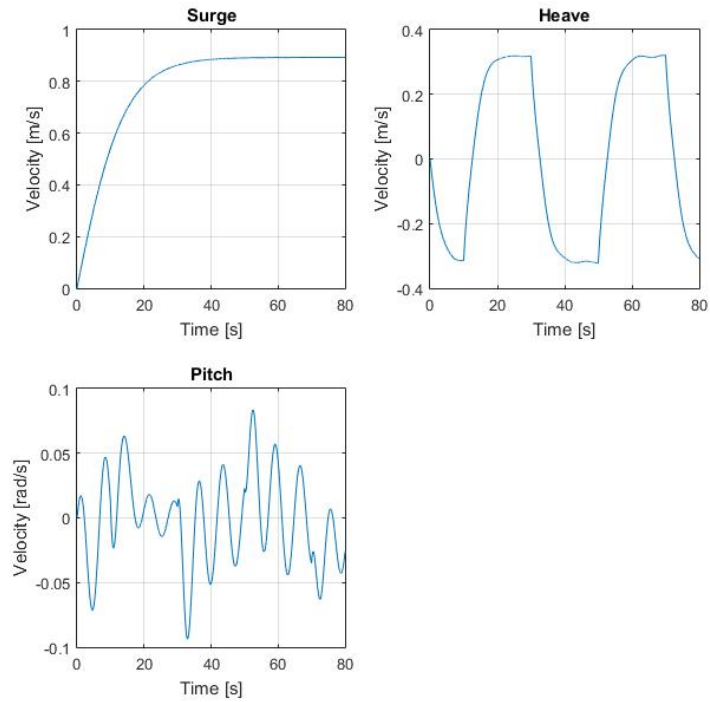 Surge
Velocity [m/s]
1
0.8
0.6
0.4
0.2
0
0 20 40 60 80
Time [s]
Heave
Velocity [m/s]
0.4
0.2
0
-0.2
-0.4
0 20 40 60 80
Time [s]
Pitch
Velocity [rad/s]
0.1
0.05
0
-0.05
-0.1
0 20 40 60 80
Time [s]